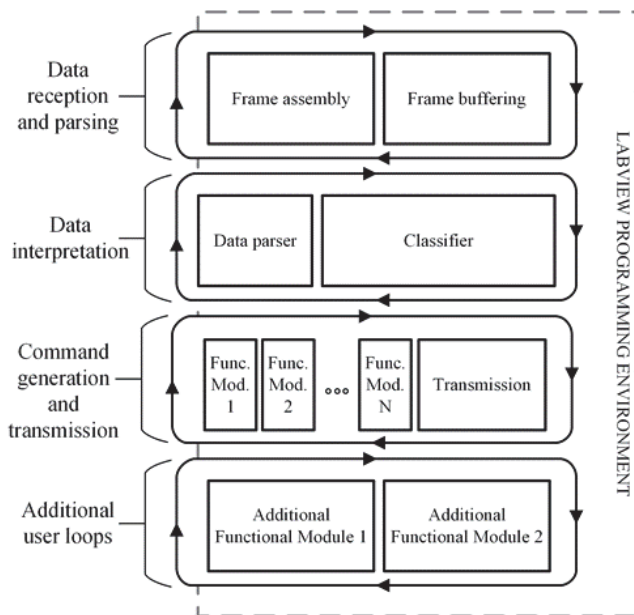 Data
reception
and parsing
Frame assembly
Frame buffering
Data
interpretation
Data parser
Classifier
Command
generation
and
transmission
Func.
Mod.
1
Func.
Mod.
2
°°°
Func.
Mod.
N
Transmission
Additional
user loops
Additional
Functional Module 1
Additional
Functional Module 2
LABVIEW PROGRAMMING ENVIRONMENT